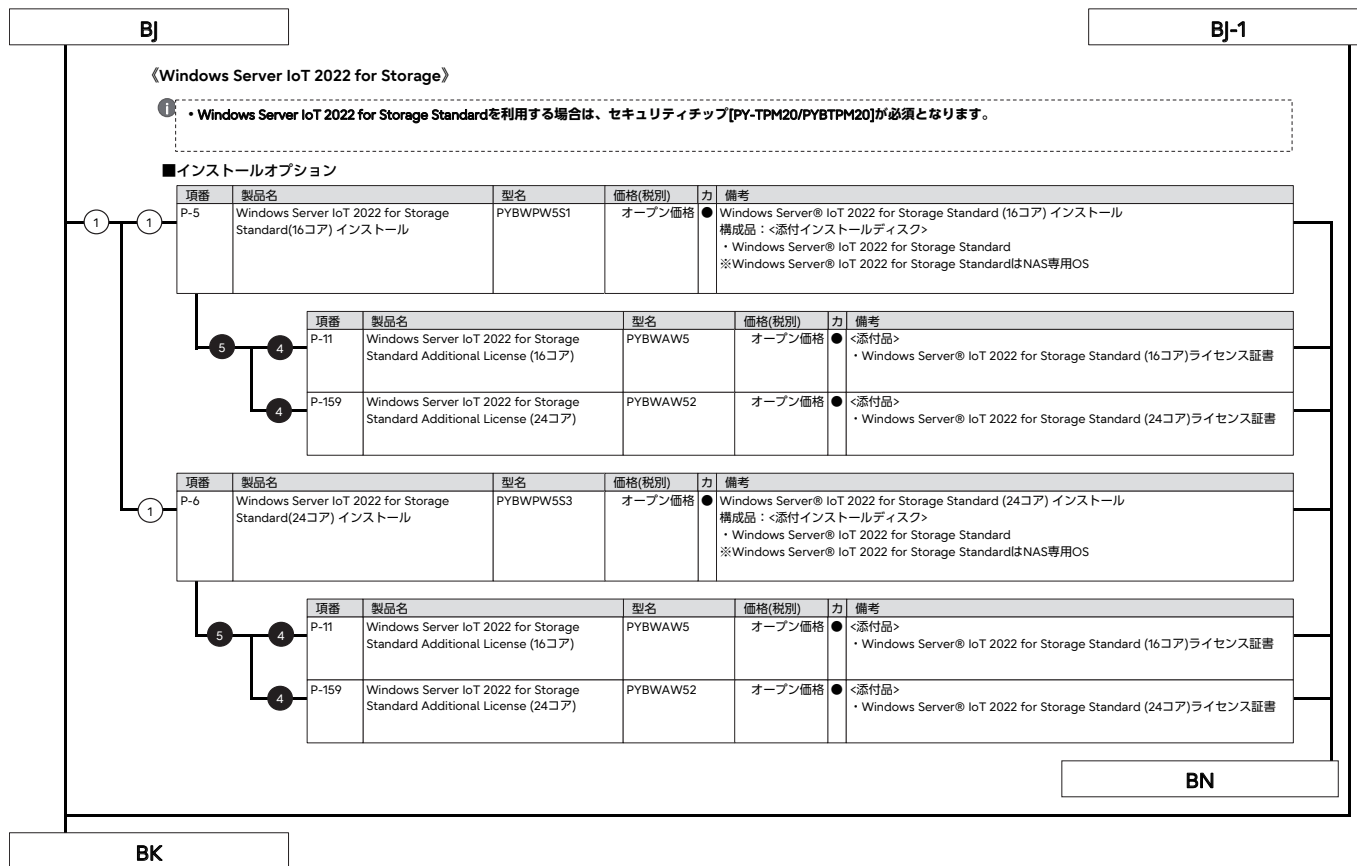 BJ
BJ-1
《Windows Server IoT 2022 for Storage》
i
・Windows Server IoT 2022 for Storage Standardを利用する場合は、セキュリティチップ[PY-TPM20/PYBTPM20]が必須となります。
■インストールオプション
項番 製品名 型名 価格(税別) カ 備考
1 1 P-5 Windows Server IoT 2022 for Storage PYBWPW5S1 オープン価格 ● Windows Server® IoT 2022 for Storage Standard (16コア) インストール
Standard(16コア) インストール 構成品：<添付インストールディスク>
・Windows Server® IoT 2022 for Storage Standard
※Windows Server® IoT 2022 for Storage StandardはNAS専用OS
項番 製品名 型名 価格(税別) カ 備考
5 4 P-11 Windows Server IoT 2022 for Storage PYBWAW5 オープン価格 ● <添付品>
Standard Additional License (16コア) ・Windows Server® IoT 2022 for Storage Standard (16コア)ライセンス証書
4 P-159 Windows Server IoT 2022 for Storage PYBWAW52 オープン価格 ● <添付品>
Standard Additional License (24コア) ・Windows Server® IoT 2022 for Storage Standard (24コア)ライセンス証書
項番 製品名 型名 価格(税別) カ 備考
1 P-6 Windows Server IoT 2022 for Storage PYBWPW5S3 オープン価格 ● Windows Server® IoT 2022 for Storage Standard (24コア) インストール
Standard(24コア) インストール 構成品：<添付インストールディスク>
・Windows Server® IoT 2022 for Storage Standard
※Windows Server® IoT 2022 for Storage StandardはNAS専用OS
項番 製品名 型名 価格(税別) カ 備考
5 4 P-11 Windows Server IoT 2022 for Storage PYBWAW5 オープン価格 ● <添付品>
Standard Additional License (16コア) ・Windows Server® IoT 2022 for Storage Standard (16コア)ライセンス証書
4 P-159 Windows Server IoT 2022 for Storage PYBWAW52 オープン価格 ● <添付品>
Standard Additional License (24コア) ・Windows Server® IoT 2022 for Storage Standard (24コア)ライセンス証書
BN
BK